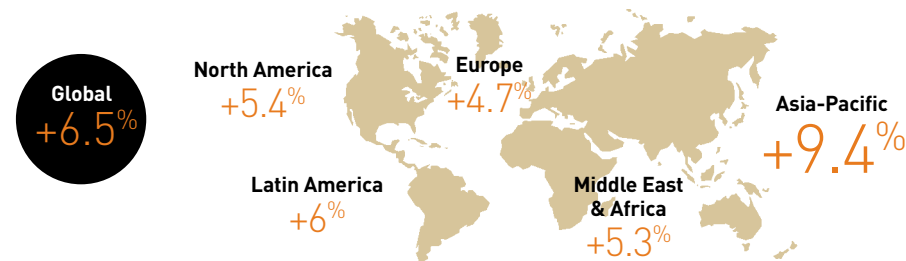 Global
+6.5%
North America
+5.4%
Europe
+4.7%
Asia-Pacific
+9.4%
Latin America
+6%
Middle East
& Africa
+5.3%